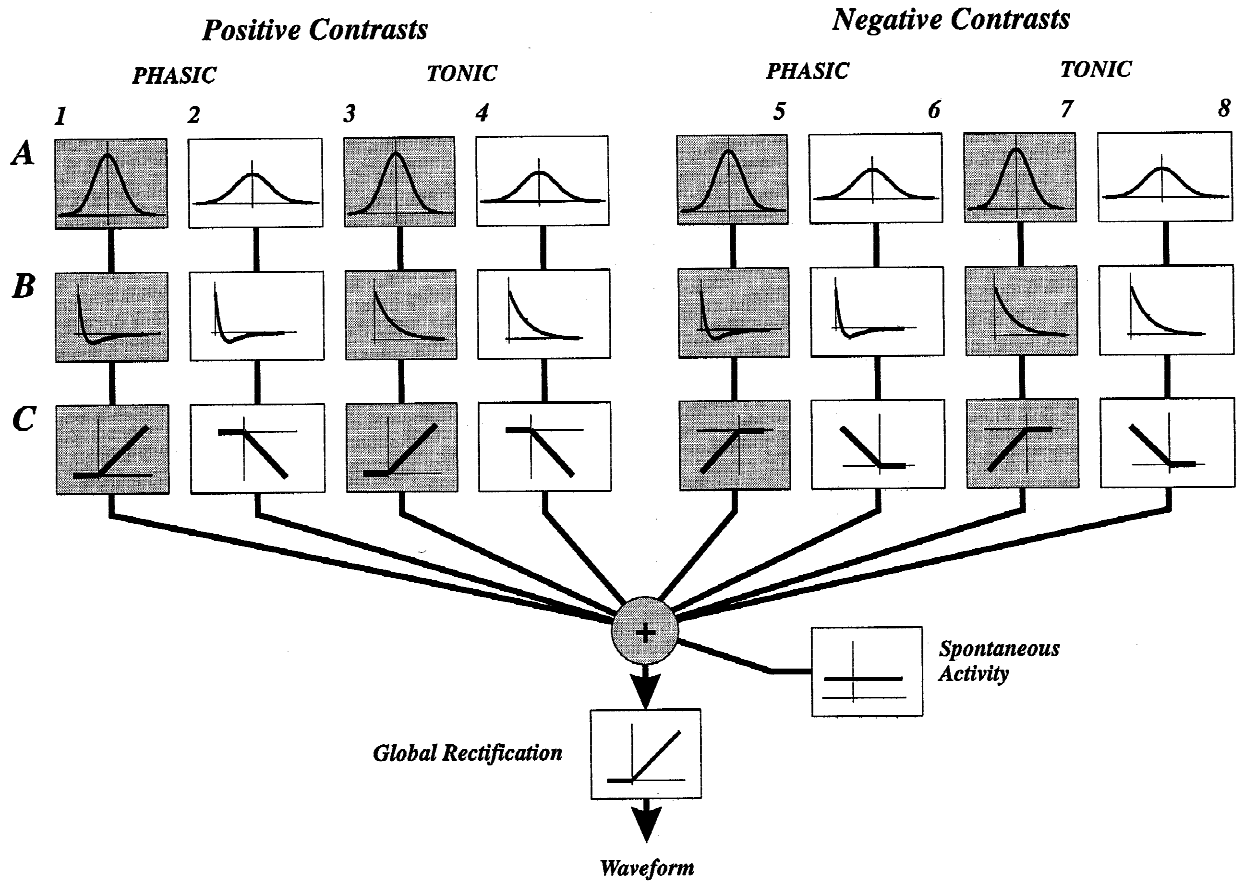 Positive Contrasts
Negative Contrasts
PHASIC
TONIC
PHASIC
TONIC
1
2
3
4
5
6
7
8
A
B
C
+
Spontaneous
Activity
Global Rectification
Waveform